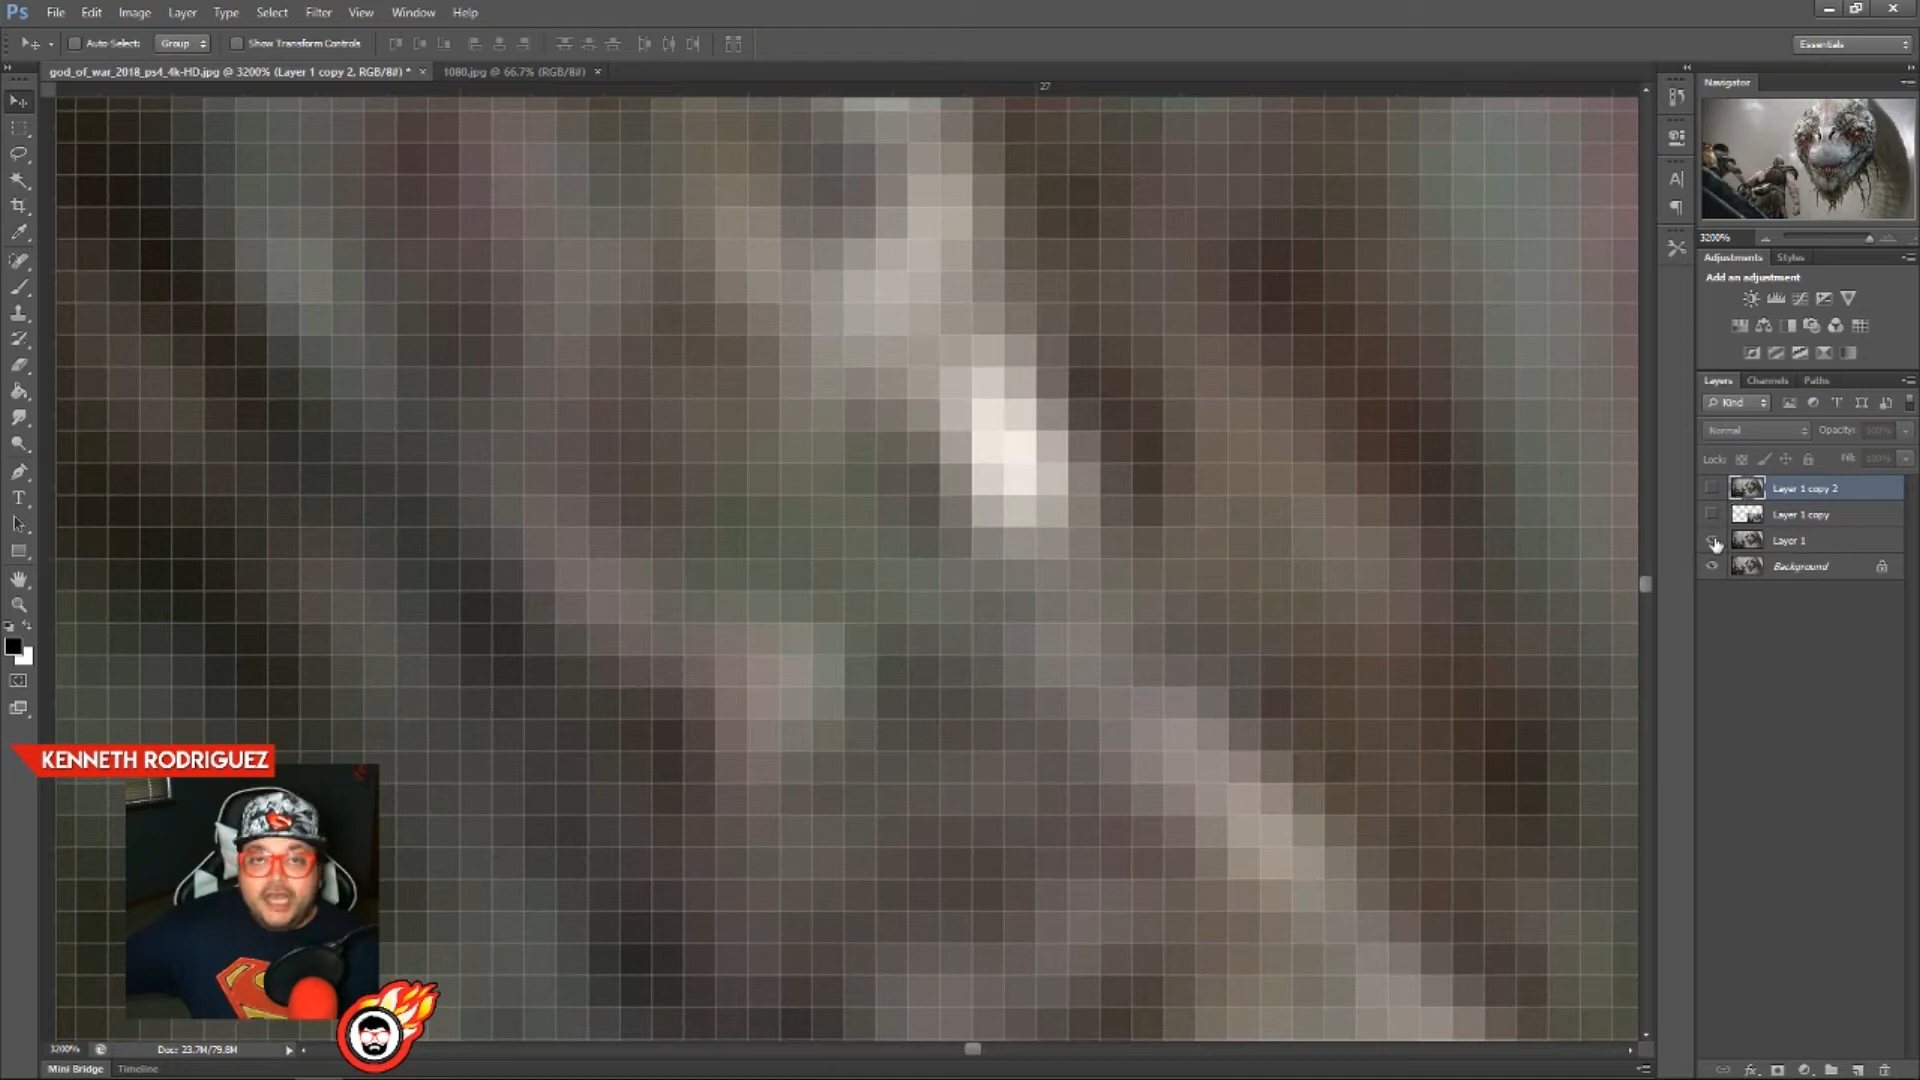 Ps File Edit Image Layer Type Select Filter View Window Help
Auto-Select: Group Show Transform Controls Essentials
god_of_war_2018_ps4_4k-HD.jpg @ 3200% (Layer 1 copy 2, RGB/8#) * × 1080.jpg @ 66.7% (RGB/8#) ×
27
Navigator
3200%
Adjustments Styles
Add an adjustment
Layers Channels Paths
Kind
Normal Opacity: 100%
Lock: Fill: 100%
Layer 1 copy 2
Layer 1 copy
Layer 1
Background
KENNETH RODRIGUEZ
3200% Doc: 23.7M/79.8M
Mini Bridge Timeline